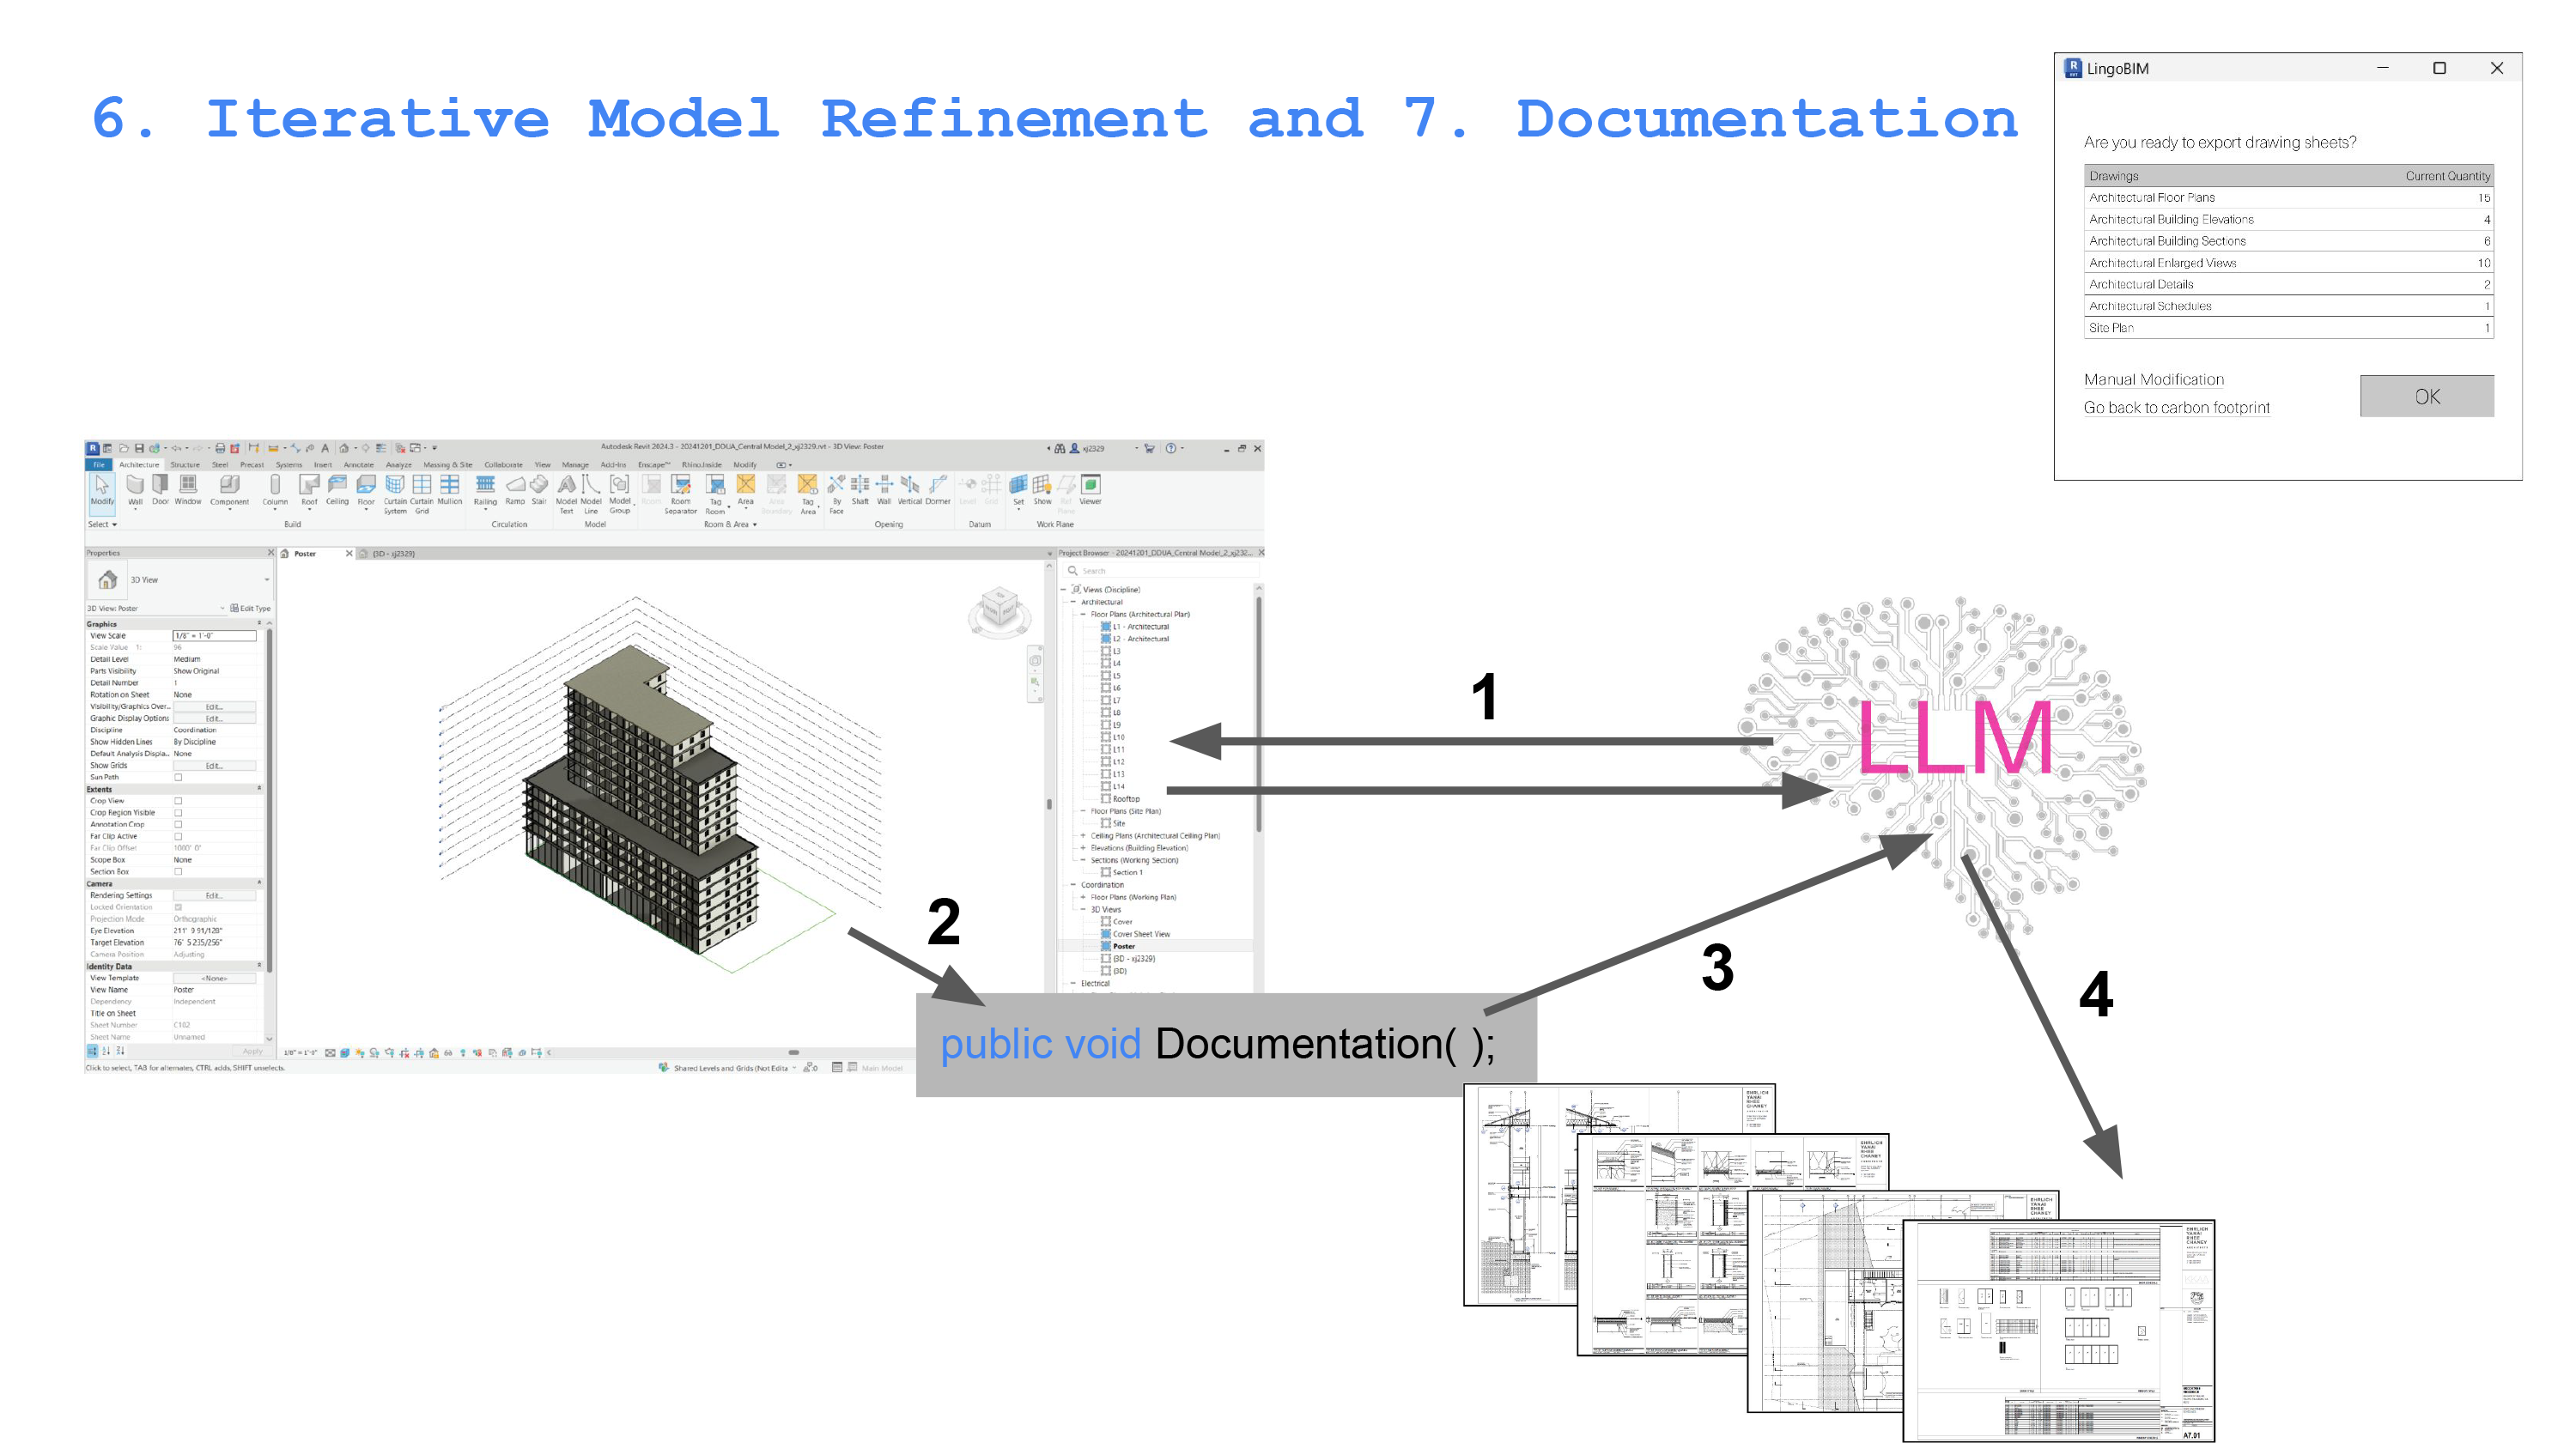 6. Iterative Model Refinement and 7. Documentation
LingoBIM
Are you ready to export drawing sheets?
Drawings Current Quantity
Architectural Floor Plans 15
Architectural Building Elevations 4
Architectural Building Sections 6
Architectural Enlarged Views 10
Architectural Details 2
Architectural Schedules 1
Site Plan 1
Manual Modification
Go back to carbon footprint
OK
Autodesk Revit 2024.3 - 20241201_DDUA_Central Model_2_xj2329.rvt - 3D View: Poster
xj2329
File Architecture Structure Steel Precast Systems Insert Annotate Analyze Massing & Site Collaborate View Manage Add-Ins Enscape™ Rhino.Inside Modify
Modify Wall Door Window Component Column Roof Ceiling Floor Curtain System Curtain Grid Mullion Railing Ramp Stair Model Text Model Line Model Group Room Room Separator Tag Room Area Area Boundary Tag Area By Face Shaft Wall Vertical Dormer Level Grid Set Show Ref Plane Viewer
Select Build Circulation Model Room & Area Opening Datum Work Plane
Properties
3D View
3D View: Poster Edit Type
Graphics
View Scale 1/8" = 1'-0"
Scale Value 1: 96
Detail Level Medium
Parts Visibility Show Original
Detail Number 1
Rotation on Sheet None
Visibility/Graphics Over... Edit...
Graphic Display Options Edit...
Discipline Coordination
Show Hidden Lines By Discipline
Default Analysis Displa... None
Show Grids Edit...
Sun Path
Extents
Crop View
Crop Region Visible
Annotation Crop
Far Clip Active
Far Clip Offset 1000' 0"
Scope Box None
Section Box
Camera
Rendering Settings Edit...
Locked Orientation
Projection Mode Orthographic
Eye Elevation 211' 9 91/128"
Target Elevation 76' 5 235/256"
Camera Position Adjusting
Identity Data
View Template <None>
View Name Poster
Dependency Independent
Title on Sheet
Sheet Number C102
Sheet Name Unnamed
Apply
Click to select, TAB for alternates, CTRL adds, SHIFT unselects.
Poster
{3D - xj2329}
1/8" = 1'-0"
Shared Levels and Grids (Not Edita
:0
Main Model
Project Browser - 20241201_DDUA_Central Model_2_xj232...
Search
Views (Discipline)
Architectural
Floor Plans (Architectural Plan)
L1 - Architectural
L2 - Architectural
L3
L4
L5
L6
L7
L8
L9
L10
L11
L12
L13
L14
Rooftop
Floor Plans (Site Plan)
Site
Ceiling Plans (Architectural Ceiling Plan)
Elevations (Building Elevation)
Sections (Working Section)
Section 1
Coordination
Floor Plans (Working Plan)
3D Views
Cover
Cover Sheet View
Poster
{3D - xj2329}
{3D}
Electrical
1
LLM
2
3
4
public void Documentation( );
EHRLICH
YANAI
RHEE
CHANEY
EHRLICH
YANAI
RHEE
CHANEY
EHRLICH
YANAI
RHEE
CHANEY
EHRLICH
YANAI
RHEE
CHANEY
A7.01